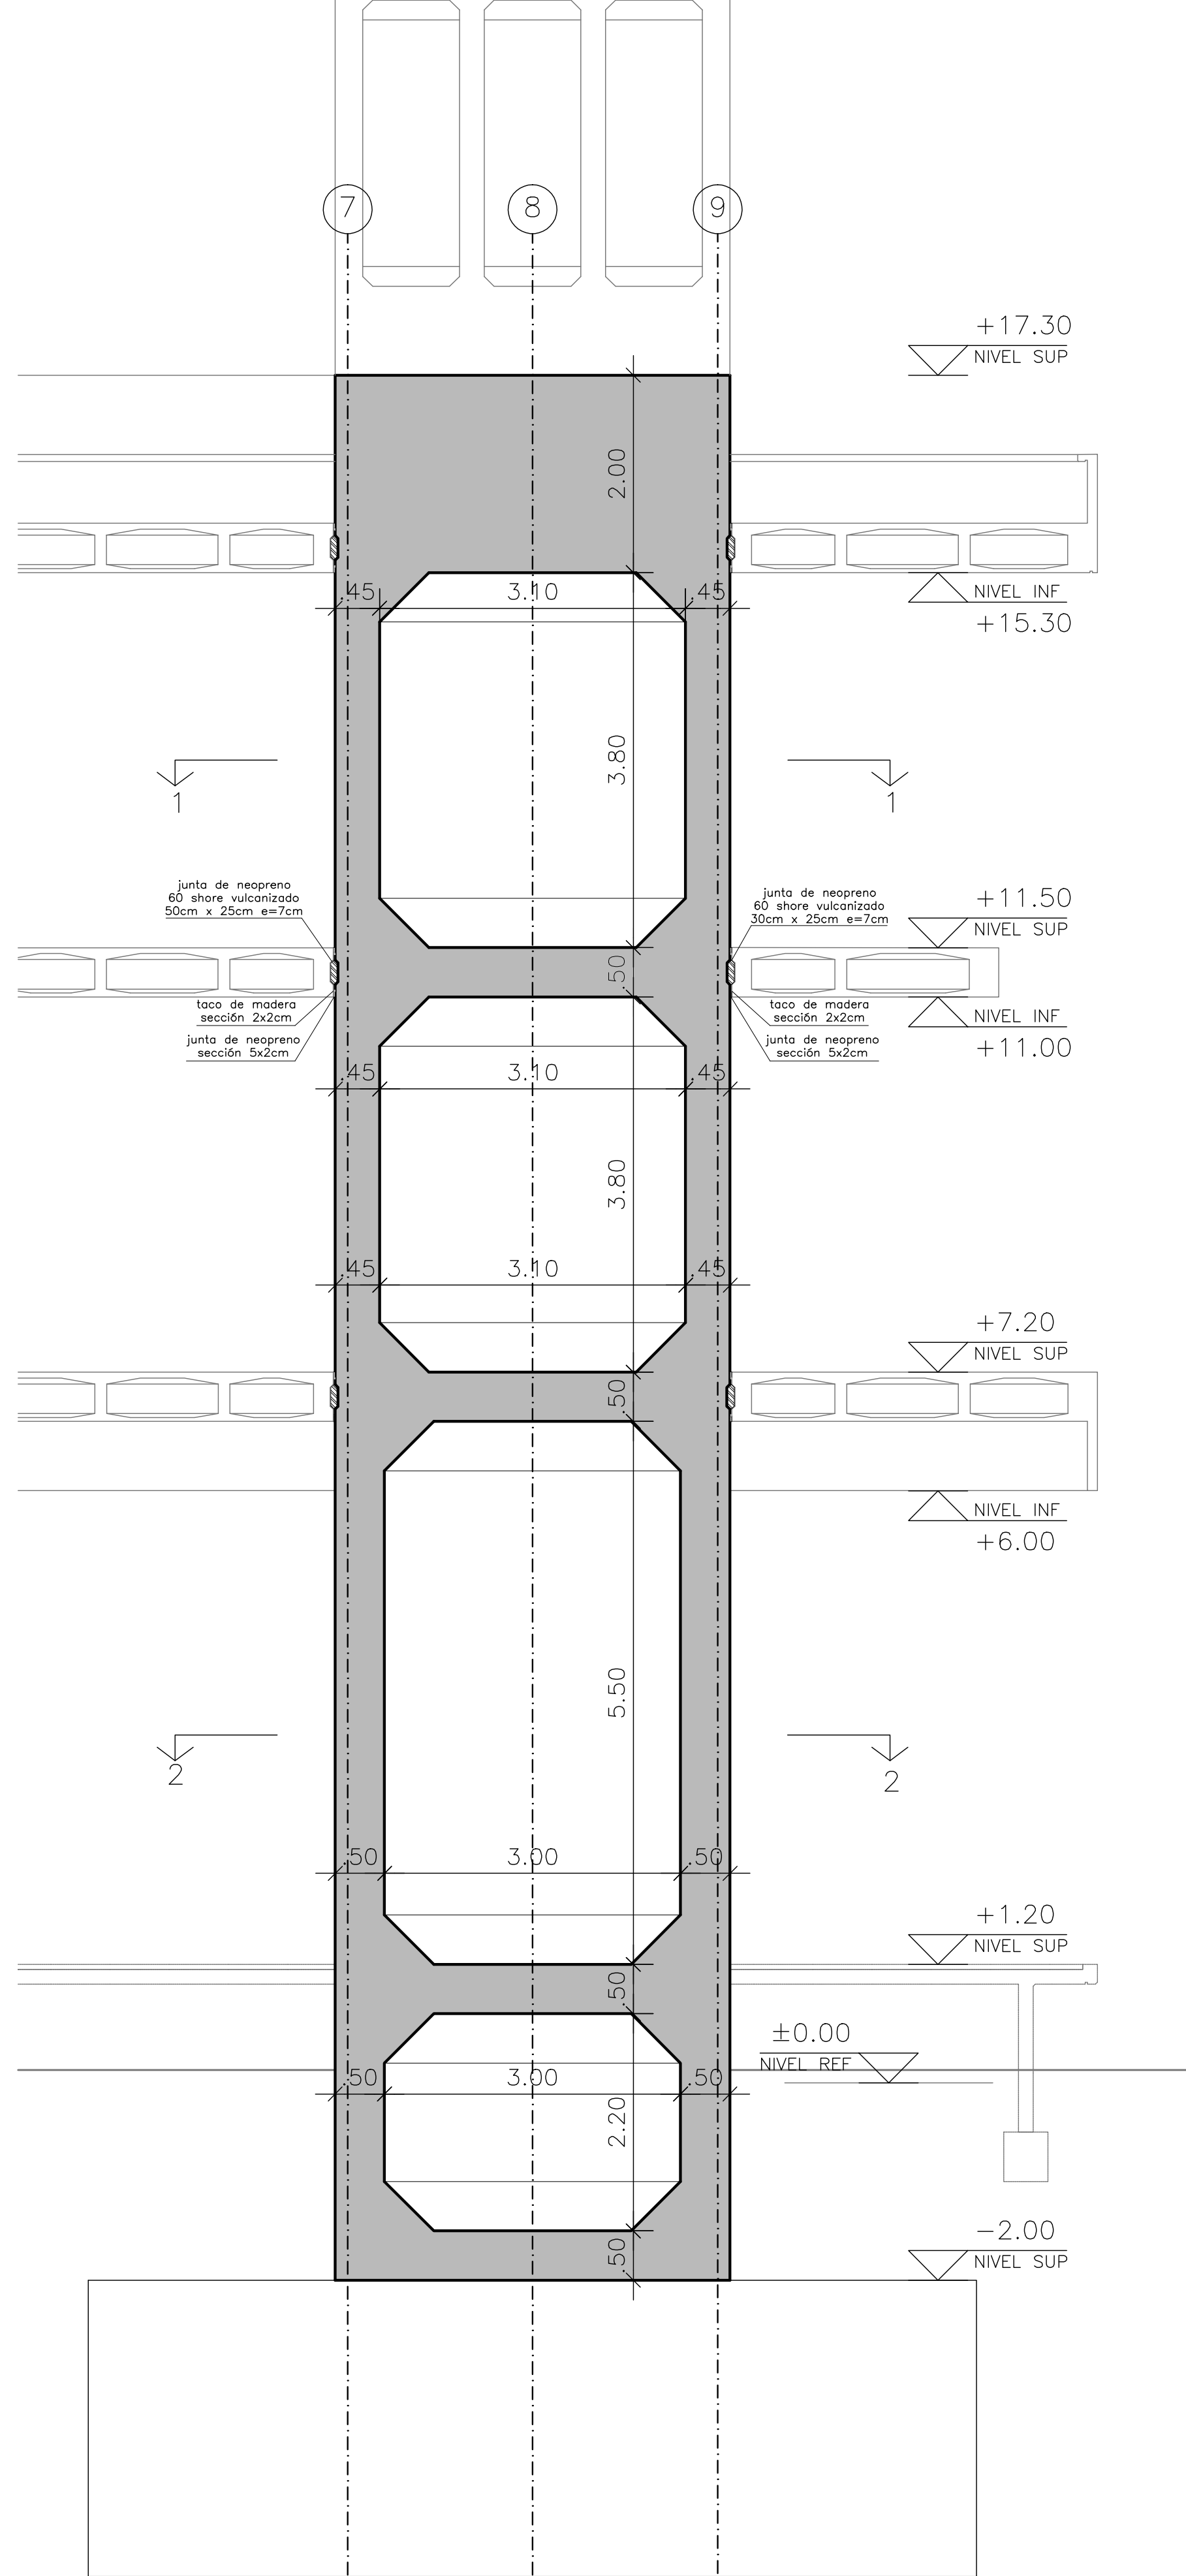 7
8
9
+17.30
NIVEL SUP
2.00
.45
3.10
.45
NIVEL INF
+15.30
3.80
1
1
junta de neopreno
60 shore vulcanizado
50cm x 25cm e=7cm
junta de neopreno
60 shore vulcanizado
30cm x 25cm e=7cm
+11.50
NIVEL SUP
.50
taco de madera
sección 2x2cm
junta de neopreno
sección 5x2cm
taco de madera
sección 2x2cm
junta de neopreno
sección 5x2cm
NIVEL INF
+11.00
.45
3.10
.45
3.80
.45
3.10
.45
+7.20
NIVEL SUP
.50
NIVEL INF
+6.00
5.50
2
2
.50
3.00
.50
+1.20
NIVEL SUP
.50
±0.00
NIVEL REF
.50
3.00
.50
2.20
-2.00
NIVEL SUP
.50